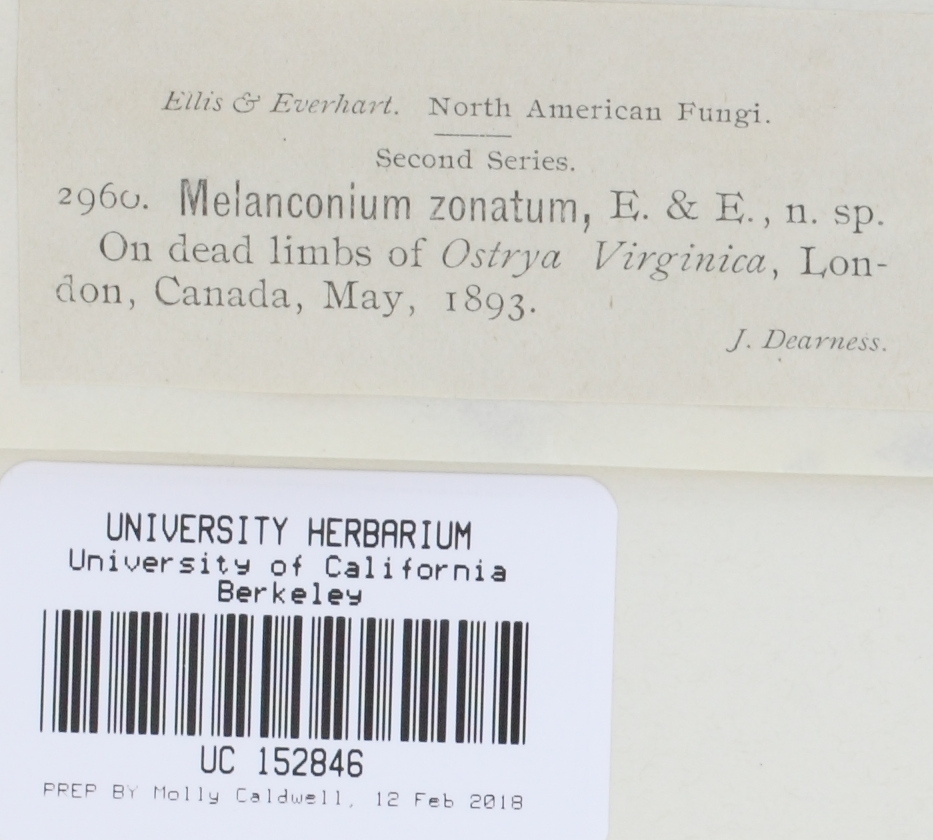 Ellis & Everhart. North American Fungi.
Second Series.
2960. Melanconium zonatum, E. & E., n. sp.
On dead limbs of Ostrya Virginica, Lon-
don, Canada, May, 1893.
J. Dearness.
UNIVERSITY HERBARIUM
University of California
Berkeley
UC 152846
PREP BY Molly Caldwell, 12 Feb 2018